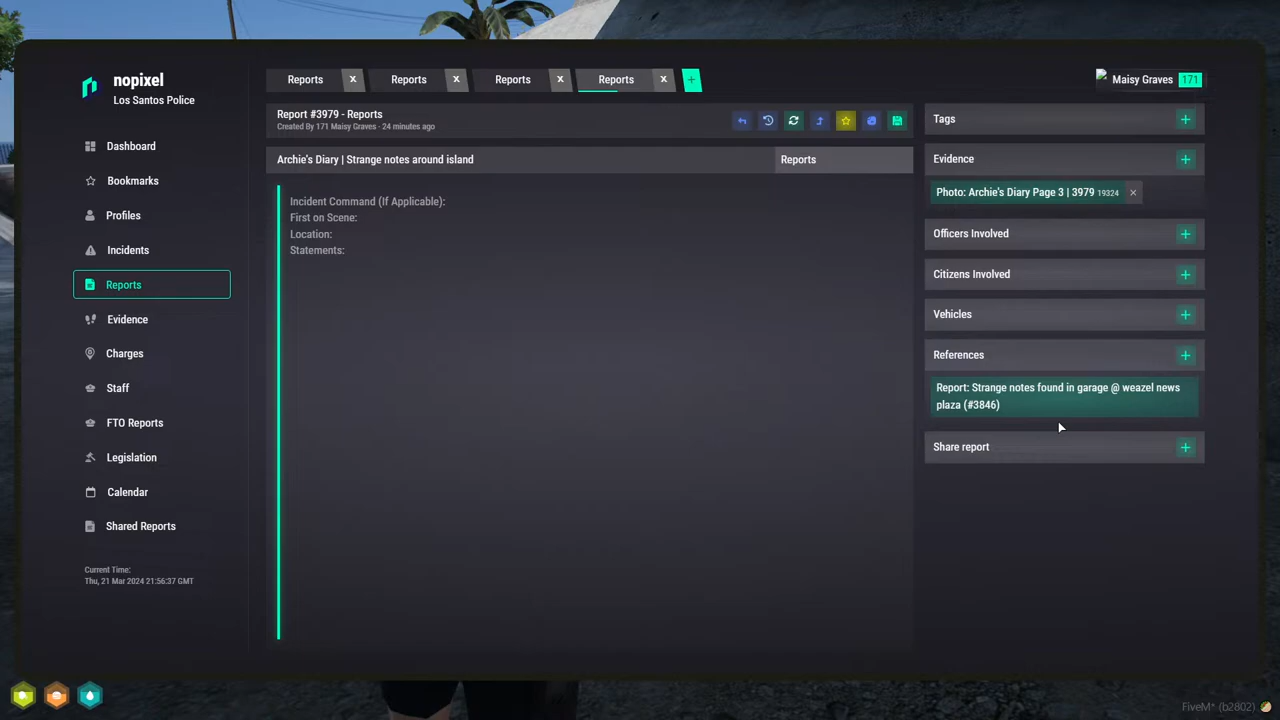 nopixel
Los Santos Police
Dashboard
Bookmarks
Profiles
Incidents
Reports
Evidence
Charges
Staff
FTO Reports
Legislation
Calendar
Shared Reports
Current Time:
Thu, 21 Mar 2024 21:56:37 GMT
Reports X Reports X Reports X Reports X +
Maisy Graves 171
Report #3979 - Reports
Created By 171 Maisy Graves - 24 minutes ago
Archie's Diary | Strange notes around island
Reports
Incident Command (If Applicable):
First on Scene:
Location:
Statements:
Tags +
Evidence +
Photo: Archie's Diary Page 3 | 3979 19324 ×
Officers Involved +
Citizens Involved +
Vehicles +
References +
Report: Strange notes found in garage @ weazel news
plaza (#3846)
Share report +
FiveM* (b2802)